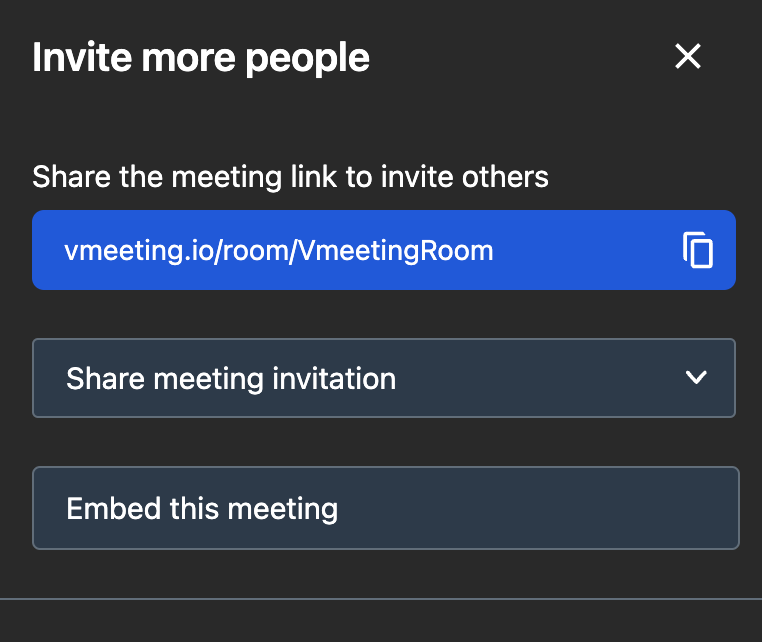 Invite more people
Share the meeting link to invite others
vmeeting.io/room/VmeetingRoom
Share meeting invitation
Embed this meeting